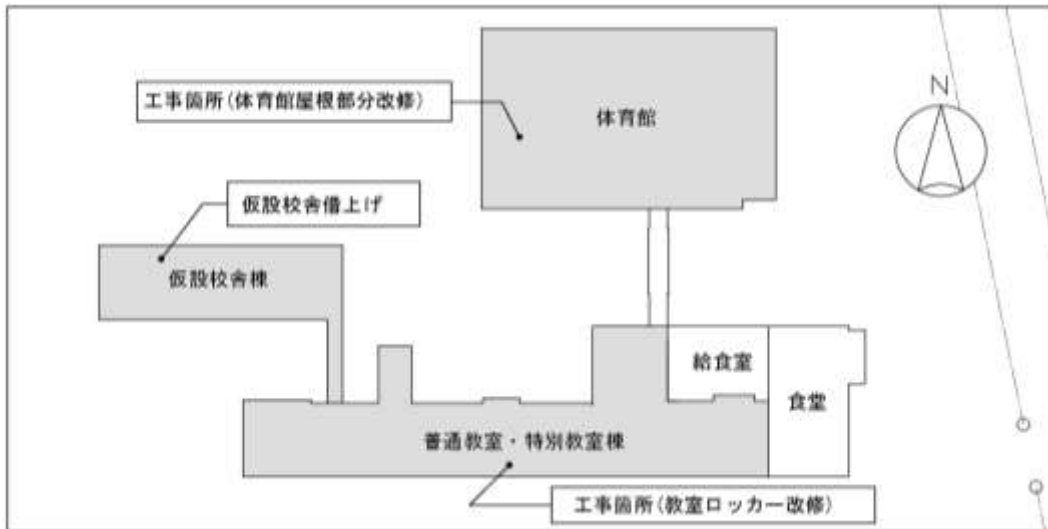 N
工事箇所(体育館屋根部分改修)
体育館
仮設校舎借上げ
仮設校舎棟
給食室
食堂
普通教室・特別教室棟
工事箇所(教室ロッカー改修)